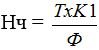 Нч = ТхК1 / Ф